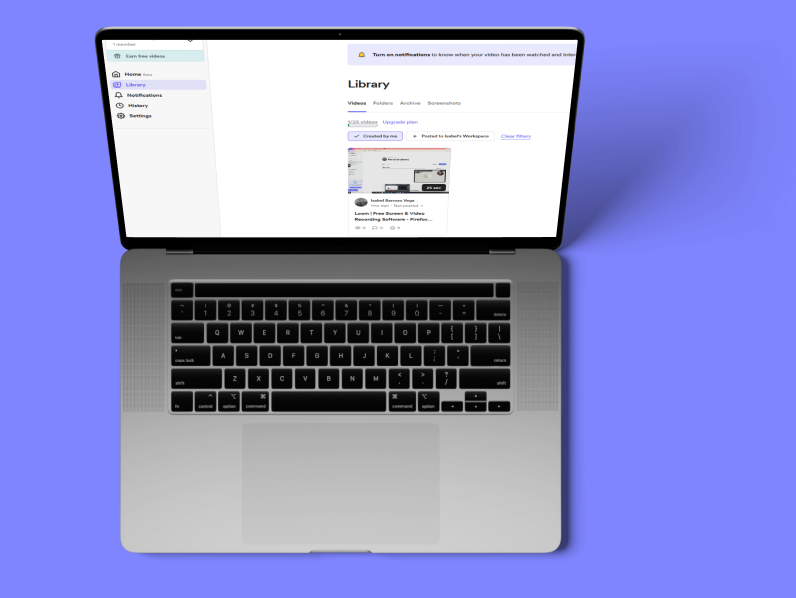 1 member
Earn free videos
Home Beta
Library
Notifications
History
Settings
Turn on notifications to know when your video has been watched and
Library
Videos Folders Archive Screenshots
1/25 videos Upgrade plan
Created by me + Posted to Isabel's Workspace Clear filters
25 sec
Isabel Barroso Vega
Not posted
Loom | Free Screen & Video
Recording Software - Firefox...
0 0 0
esc
~ ! @ # $ % ^ & * ( ) — +
1 2 3 4 5 6 7 8 9 0 - = delete
tab Q W E R T Y U I O P { [ } ] | \
caps lock A S D F G H J K L : ; " ' return
shift Z X C V B N M < , > . ? / shift
fn control option command command option